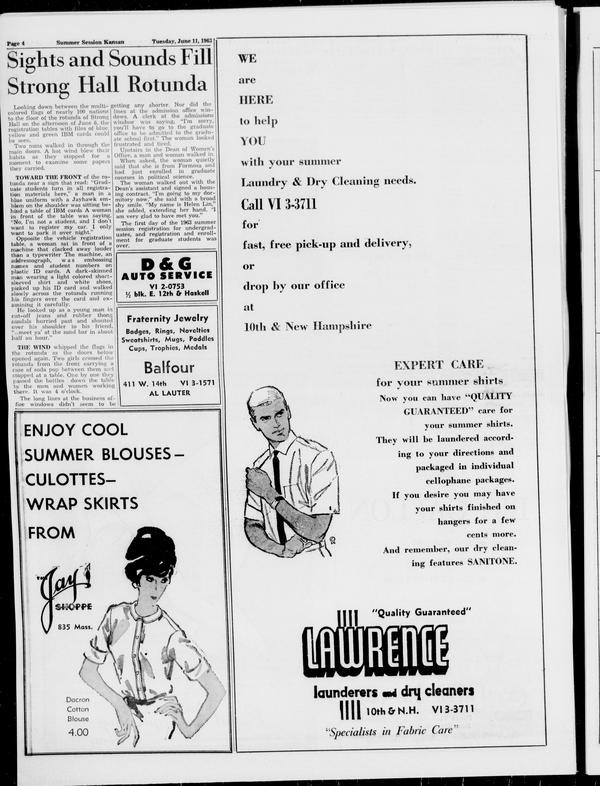 Page 4
Summer Session Kansan
Tuesday, June 11, 1963
Sights and Sounds Fill
Strong Hall Rotunda
Looking down between the multi-
colored flags of nearly 100 nations
to the floor of the rotunda of Strong
Hall on the afternoon of June 6, the
registration tables with files of blue,
yellow and green IBM cards could
be seen.
Two nuns walked in through the
main doors. A hot wind blew their
habits as they stopped for a
moment to examine some papers
they carried.
TOWARD THE FRONT of the ro-
tunda near a sign that read: "Grad-
uate students turn in all registra-
tion materials here," a man in a
blue uniform with a Jayhawk em-
blem on the shoulder was sitting be-
hind a table of IBM cards. A woman
in front of the table was saying,
"No, I'm not a student, and I don't
want to register my car. I only
want to park it over night."
Opposite the vehicle registration
table, a woman sat in front of a
machine that clacked away louder
than a typewriter. The machine, an
addressograph, was embossing
names and student numbers on
plastic ID cards. A dark-skinned
man wearing a light colored short-
sleeved shirt and white shoes,
picked up his ID card and walked
slowly across the rotunda running
his fingers over the card and ex-
amining it carefully.
He looked up as a young man in
cut-off jeans and rubber thong
sandals hurried past and shouted
over his shoulder to his friend,
"...meet ya' at the sand bar in about
half an hour."
THE WIND whipped the flags in
the rotunda as the doors below
opened again. Two girls crossed the
rotunda from the front carrying a
case of soda pop between them and
stopped at a table. One by one they
passed the bottles down the table
to the men and women working
there. It was 4 o'clock.
The long lines at the business of-
fice windows didn't seem to be
getting any shorter. Nor did the
lines at the admission office win-
dows. A clerk at the admissions
window was saying, "I'm sorry,
you'll have to go to the graduate
office to be admitted to the gradu-
ate school first." The woman looked
frustrated and tired.
Upstairs in the Dean of Women's
Office, a man and woman walked in.
When asked, the woman quietly
said that she is from Formosa and
had just enrolled in graduate
courses in political science.
The woman walked out with the
Dean's assistant and signed a hous-
ing contract. "I'm going to my dor-
mitory now," she said with a broad
shy smile. "My name is Helen Lin,"
she added, extending her hand. "I
am very glad to have met you."
The first day of the 1963 summer
session registration for undergrad-
uates, and registration and enroll-
ment for graduate students was
over.
D & G
AUTO SERVICE
VI 2-0753
½ blk. E. 12th & Haskell
Fraternity Jewelry
Badges, Rings, Novelties
Sweatshirts, Mugs, Paddles
Cups, Trophies, Medals
Balfour
411 W. 14th VI 3-1571
AL LAUTER
ENJOY COOL
SUMMER BLOUSES—
CULOTTES—
WRAP SKIRTS
FROM
THE
Jay
SHOPPE
835 Mass.
Dacron
Cotton
Blouse
4.00
WE
are
HERE
to help
YOU
with your summer
Laundry & Dry Cleaning needs.
Call VI 3-3711
for
fast, free pick-up and delivery,
or
drop by our office
at
10th & New Hampshire
EXPERT CARE
for your summer shirts
Now you can have "QUALITY
GUARANTEED" care for
your summer shirts.
They will be laundered accord-
ing to your directions and
packaged in individual
cellophane packages.
If you desire you may have
your shirts finished on
hangers for a few
cents more.
And remember, our dry clean-
ing features SANITONE.
"Quality Guaranteed"
LAWRENCE
launderers and dry cleaners
10th & N.H. VI 3-3711
"Specialists in Fabric Care"